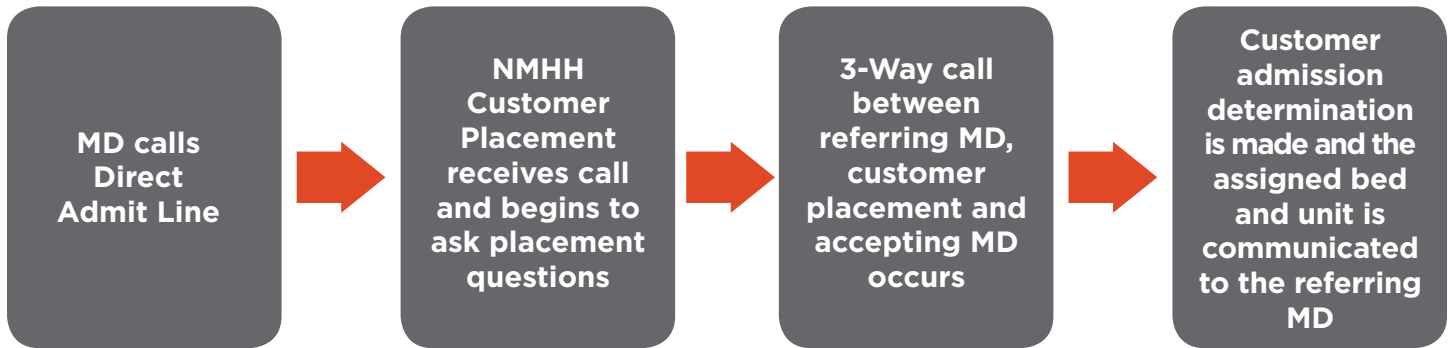 MD calls
Direct
Admit Line
NMHH
Customer
Placement
receives call
and begins to
ask placement
questions
3-Way call
between
referring MD,
customer
placement and
accepting MD
occurs
Customer
admission
determination
is made and the
assigned bed
and unit is
communicated
to the referring
MD